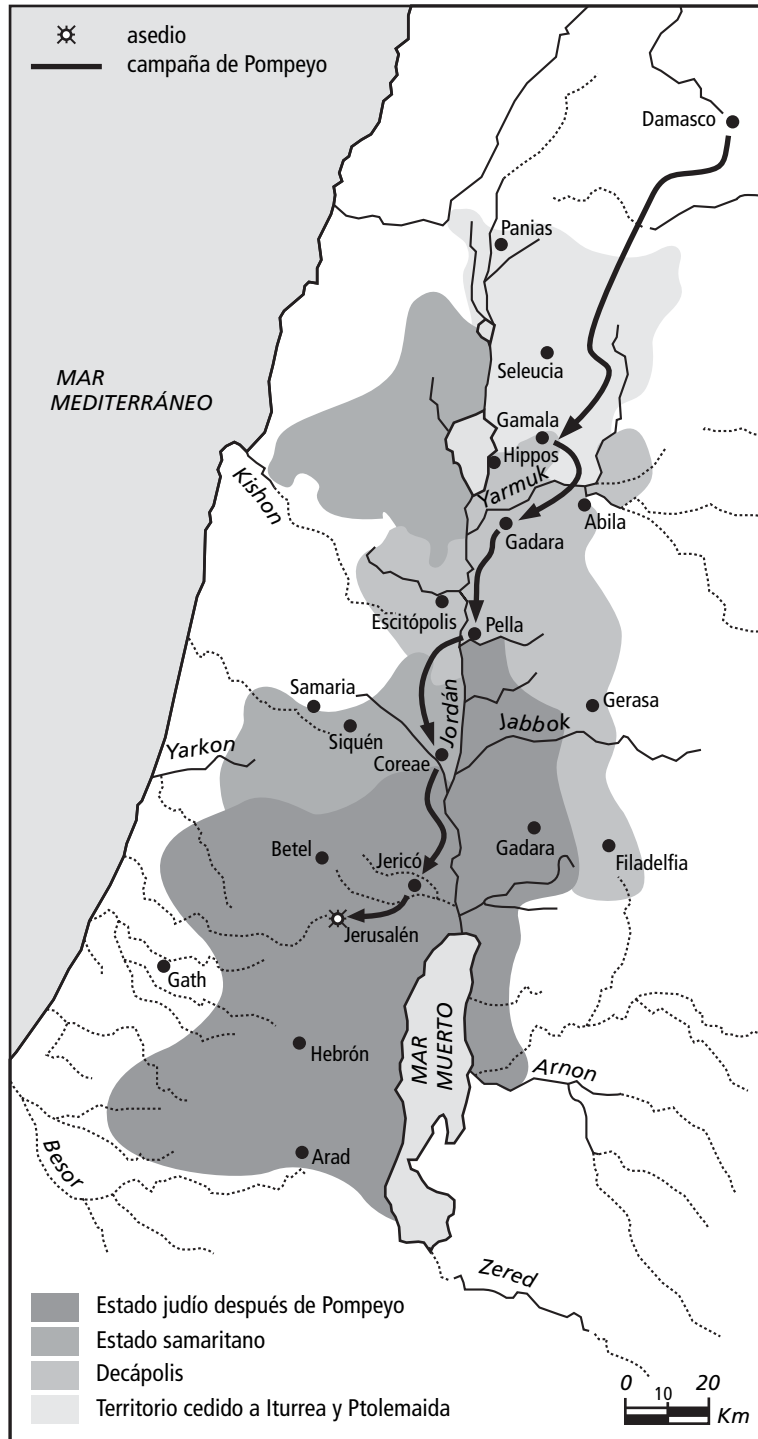 asedio
campaña de Pompeyo
Damasco
Panias
Seleucia
MAR
MEDITERRÁNEO
Gamala
Hippos
Kishon
Yarmuk
Abila
Gadara
Escitópolis
Pella
Samaria
Jordán
Gerasa
Siquén
Jabbok
Yarkon
Coreae
Betel
Jericó
Gadara
Filadelfia
Jerusalén
Gath
MAR
MUERTO
Hebrón
Arnon
Besor
Arad
Zered
Estado judío después de Pompeyo
Estado samaritano
Decápolis
Territorio cedido a Iturrea y Ptolemaida
0 10 20
Km